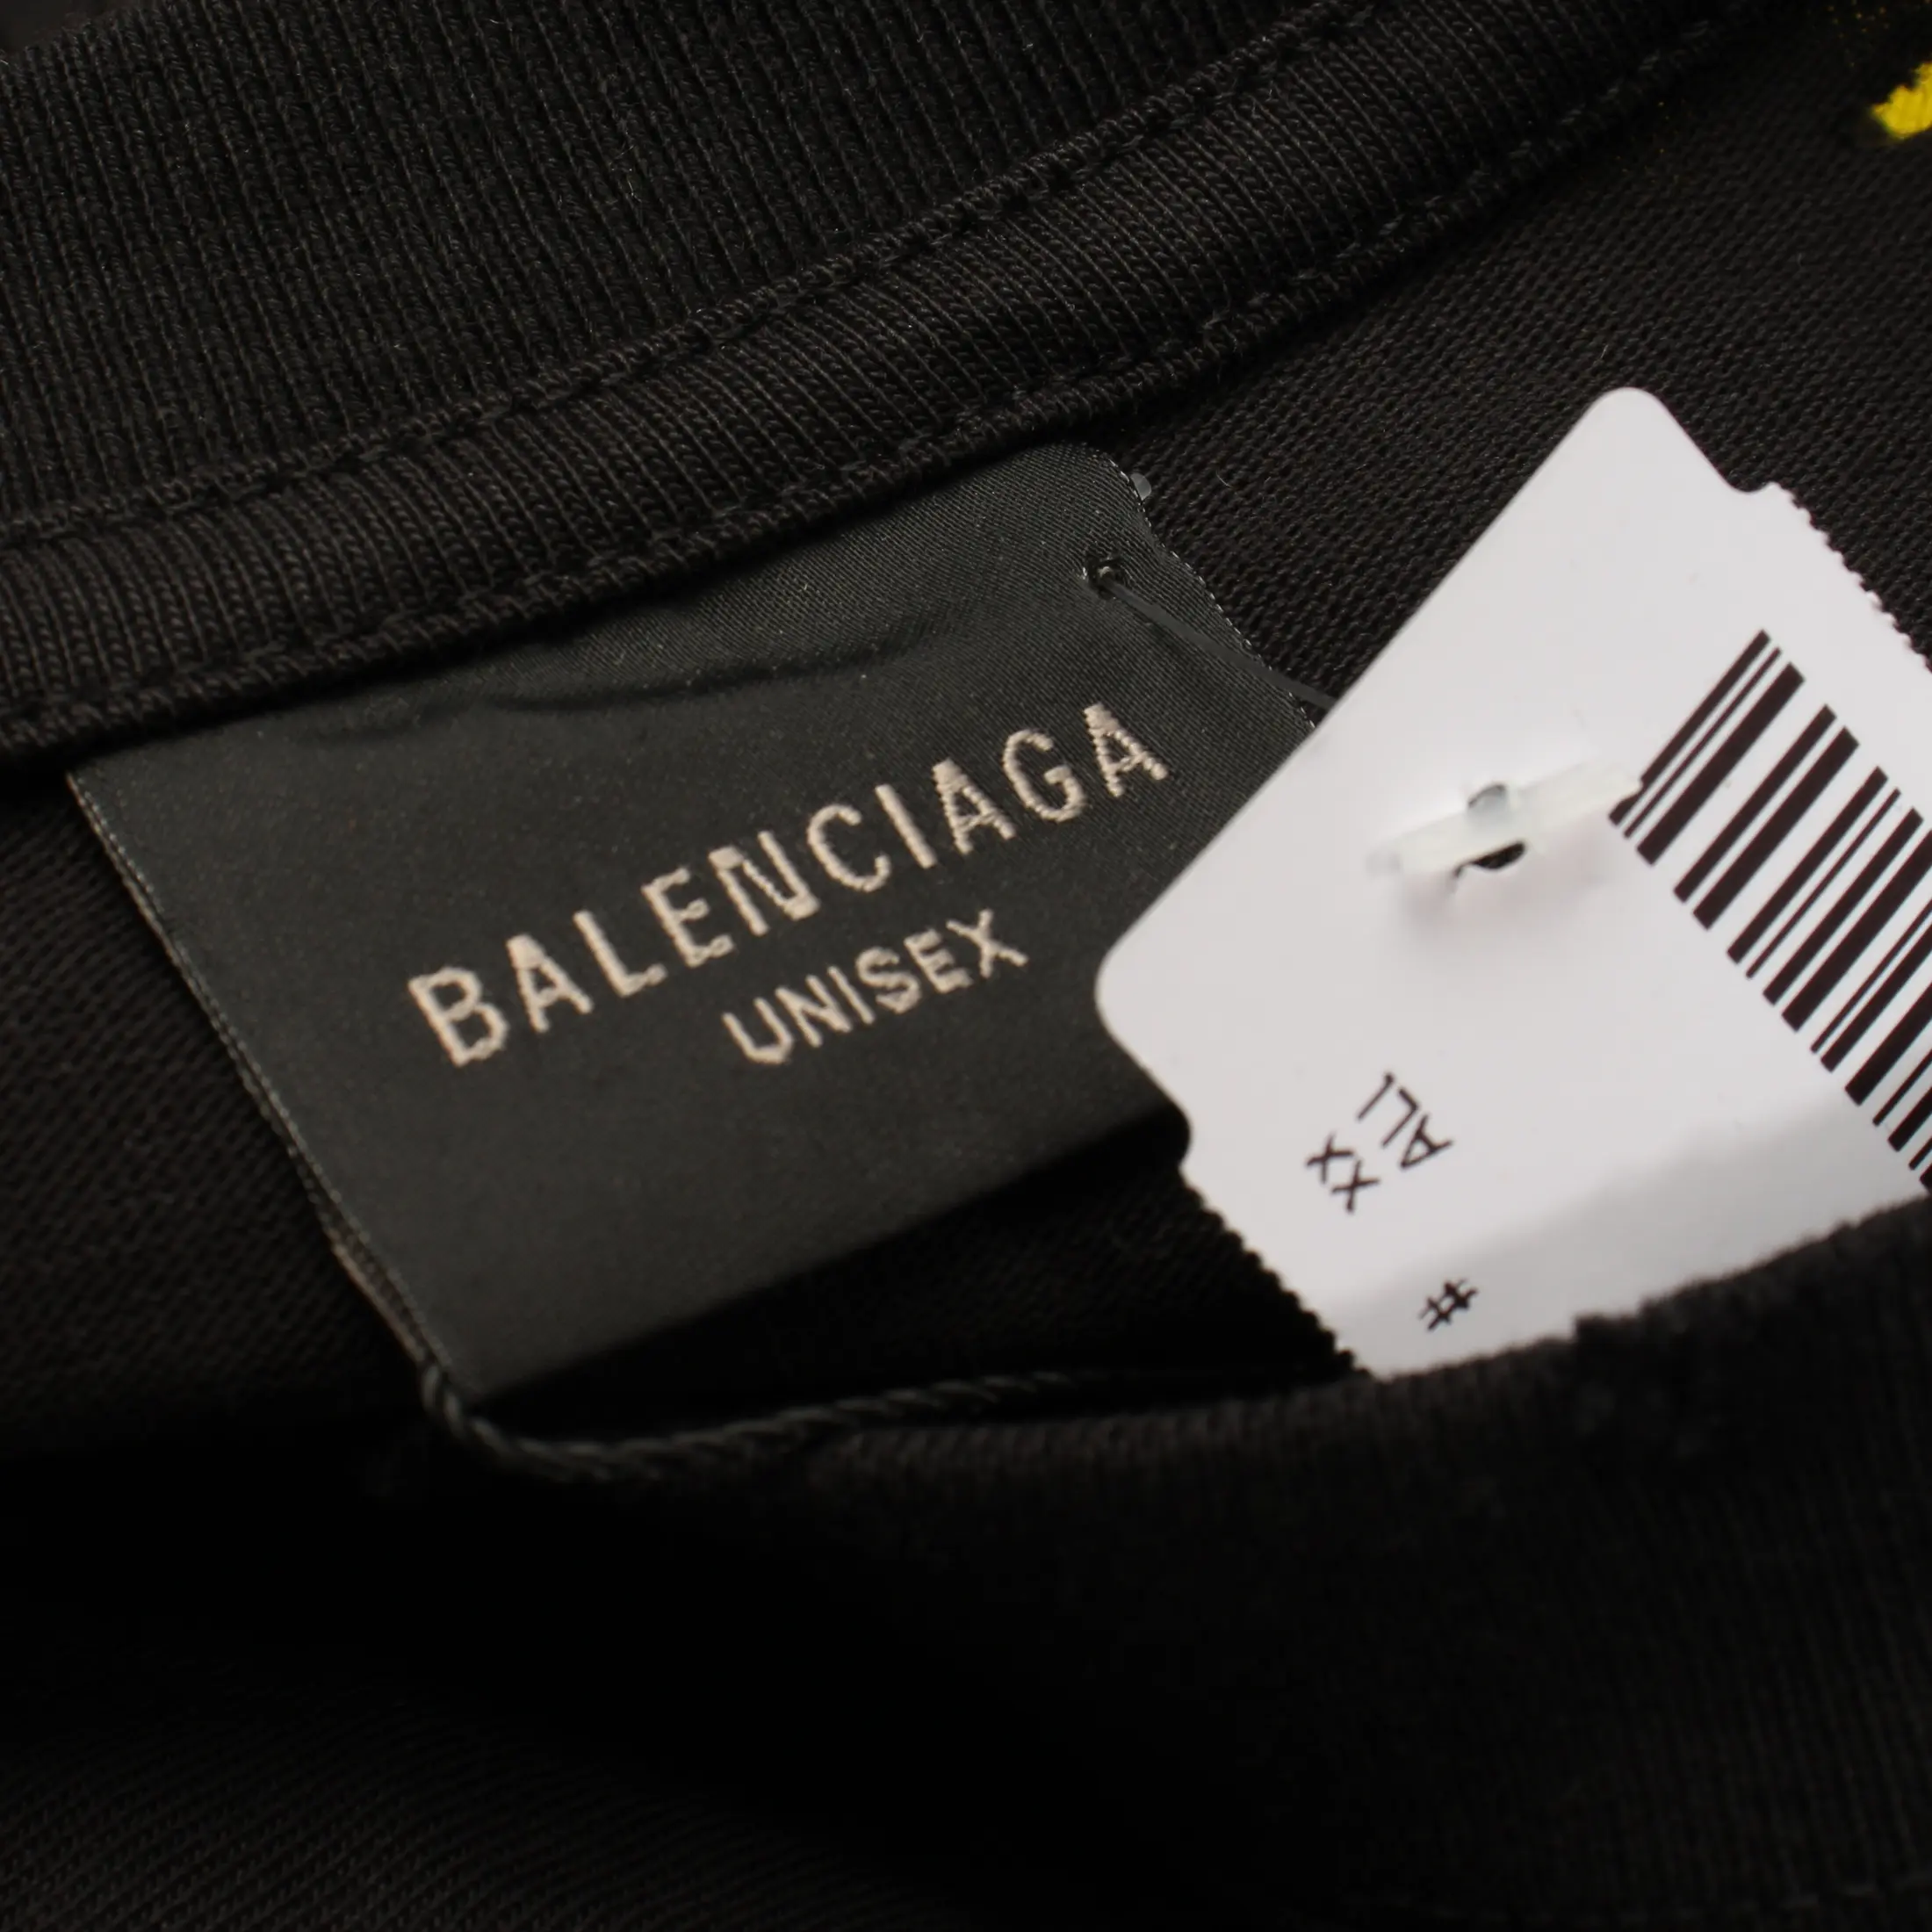 BALENCIAGA
UNISEX
XX
#